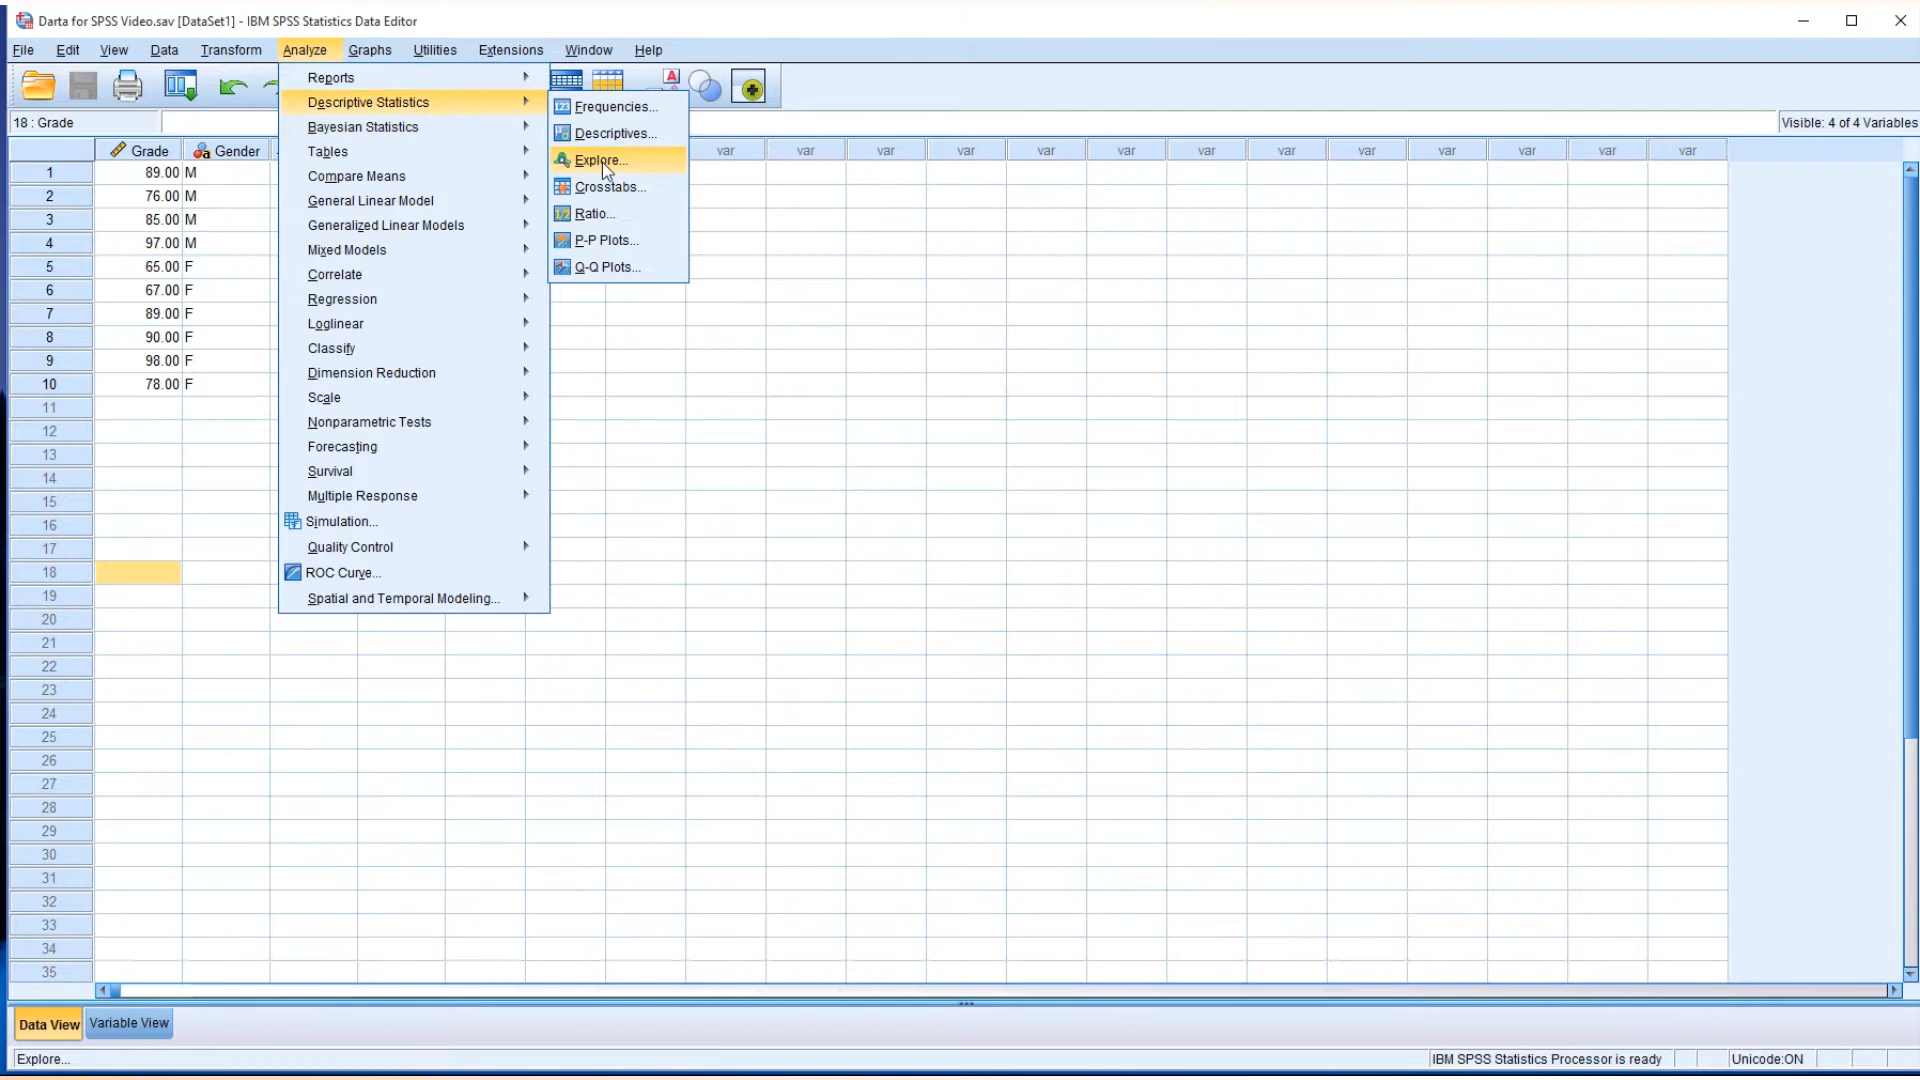 Darta for SPSS Video.sav [DataSet1] - IBM SPSS Statistics Data Editor
File Edit View Data Transform Analyze Graphs Utilities Extensions Window Help
18 : Grade
Visible: 4 of 4 Variables
Grade Gender var var var var var var var var var var var var var
1 89.00 M
2 76.00 M
3 85.00 M
4 97.00 M
5 65.00 F
6 67.00 F
7 89.00 F
8 90.00 F
9 98.00 F
10 78.00 F
11
12
13
14
15
16
17
18
19
20
21
22
23
24
25
26
27
28
29
30
31
32
33
34
35
Reports
Descriptive Statistics
Bayesian Statistics
Tables
Compare Means
General Linear Model
Generalized Linear Models
Mixed Models
Correlate
Regression
Loglinear
Classify
Dimension Reduction
Scale
Nonparametric Tests
Forecasting
Survival
Multiple Response
Simulation...
Quality Control
ROC Curve...
Spatial and Temporal Modeling...
Frequencies...
Descriptives...
Explore...
Crosstabs...
Ratio...
P-P Plots...
Q-Q Plots...
Data View Variable View
Explore...
IBM SPSS Statistics Processor is ready
Unicode:ON